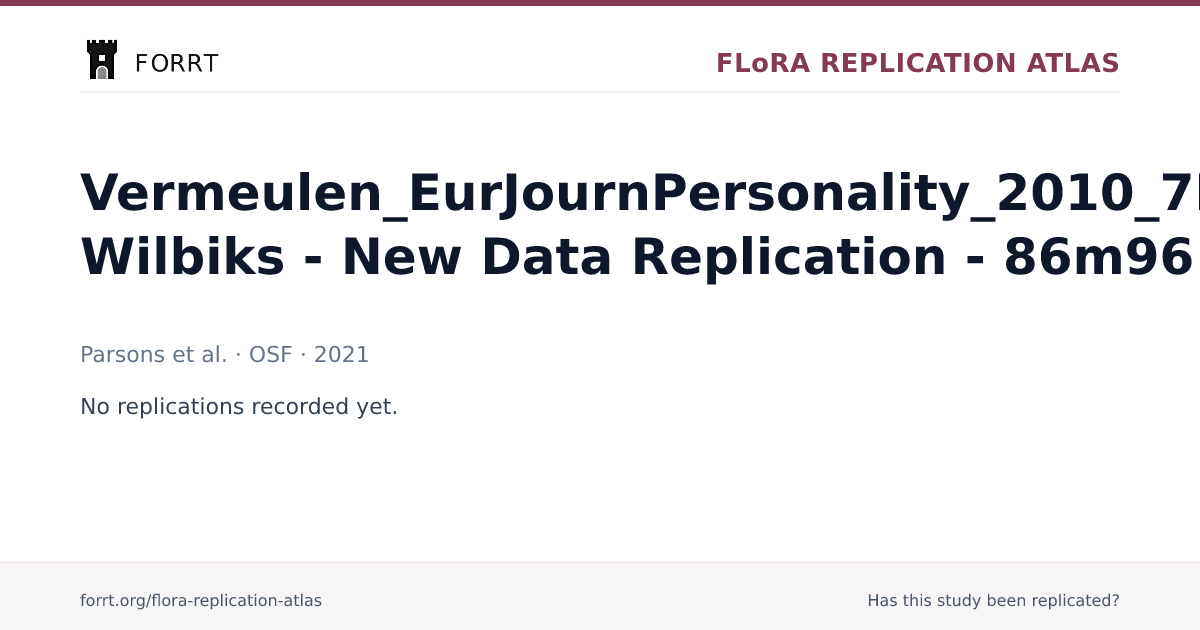 FORRT
FLoRA REPLICATION ATLAS
Vermeulen_EurJournPersonality_2010_7
Wilbiks - New Data Replication - 86m96
Parsons et al. · OSF · 2021
No replications recorded yet.
forrt.org/flora-replication-atlas
Has this study been replicated?